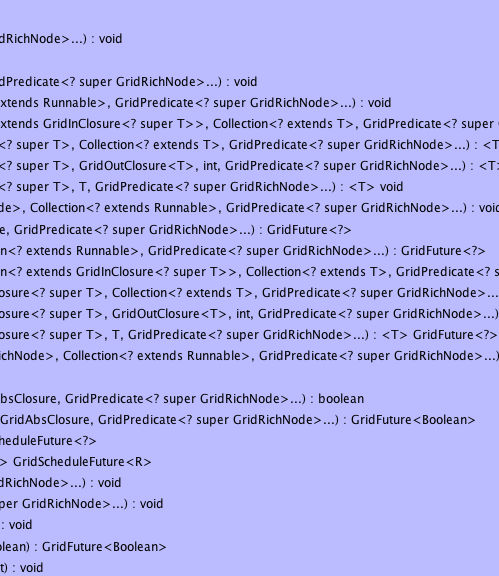 dRichNode>...) : void
dPredicate<? super GridRichNode>...) : void
xtends Runnable>, GridPredicate<? super GridRichNode>...) : void
xtends GridInClosure<? super T>>, Collection<? extends T>, GridPredicate<? super
<? super T>, Collection<? extends T>, GridPredicate<? super GridRichNode>...) : <T
<? super T>, GridOutClosure<T>, int, GridPredicate<? super GridRichNode>...) : <T>
<? super T>, T, GridPredicate<? super GridRichNode>...) : <T> void
de>, Collection<? extends Runnable>, GridPredicate<? super GridRichNode>...) : void
e, GridPredicate<? super GridRichNode>...) : GridFuture<?>
n<? extends Runnable>, GridPredicate<? super GridRichNode>...) : GridFuture<?>
n<? extends GridInClosure<? super T>>, Collection<? extends T>, GridPredicate<? s
osure<? super T>, Collection<? extends T>, GridPredicate<? super GridRichNode>...
osure<? super T>, GridOutClosure<T>, int, GridPredicate<? super GridRichNode>...)
osure<? super T>, T, GridPredicate<? super GridRichNode>...) : <T> GridFuture<?>
ichNode>, Collection<? extends Runnable>, GridPredicate<? super GridRichNode>...)
bsClosure, GridPredicate<? super GridRichNode>...) : boolean
GridAbsClosure, GridPredicate<? super GridRichNode>...) : GridFuture<Boolean>
heduleFuture<?>
> GridScheduleFuture<R>
dRichNode>...) : void
per GridRichNode>...) : void
: void
olean) : GridFuture<Boolean>
t) : void